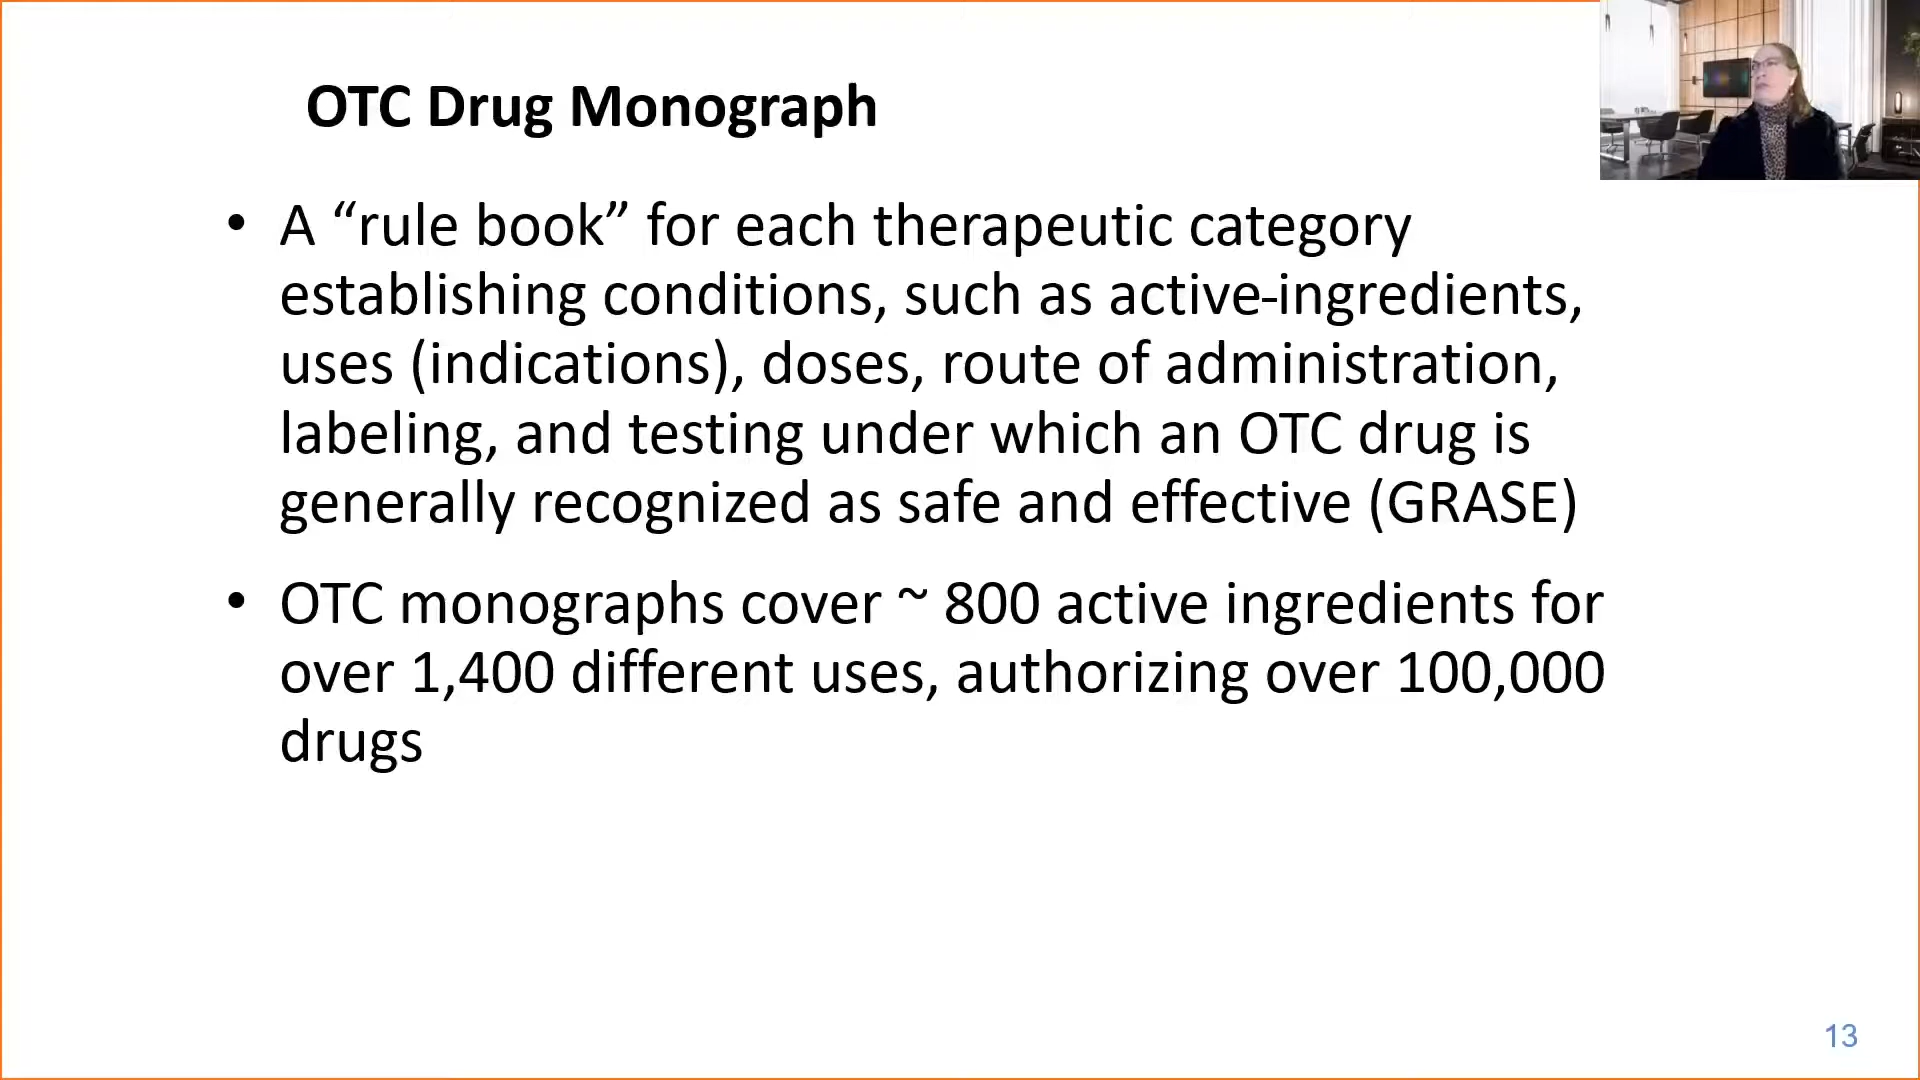 OTC Drug Monograph
• A “rule book” for each therapeutic category
establishing conditions, such as active-ingredients,
uses (indications), doses, route of administration,
labeling, and testing under which an OTC drug is
generally recognized as safe and effective (GRASE)
• OTC monographs cover ~ 800 active ingredients for
over 1,400 different uses, authorizing over 100,000
drugs
13